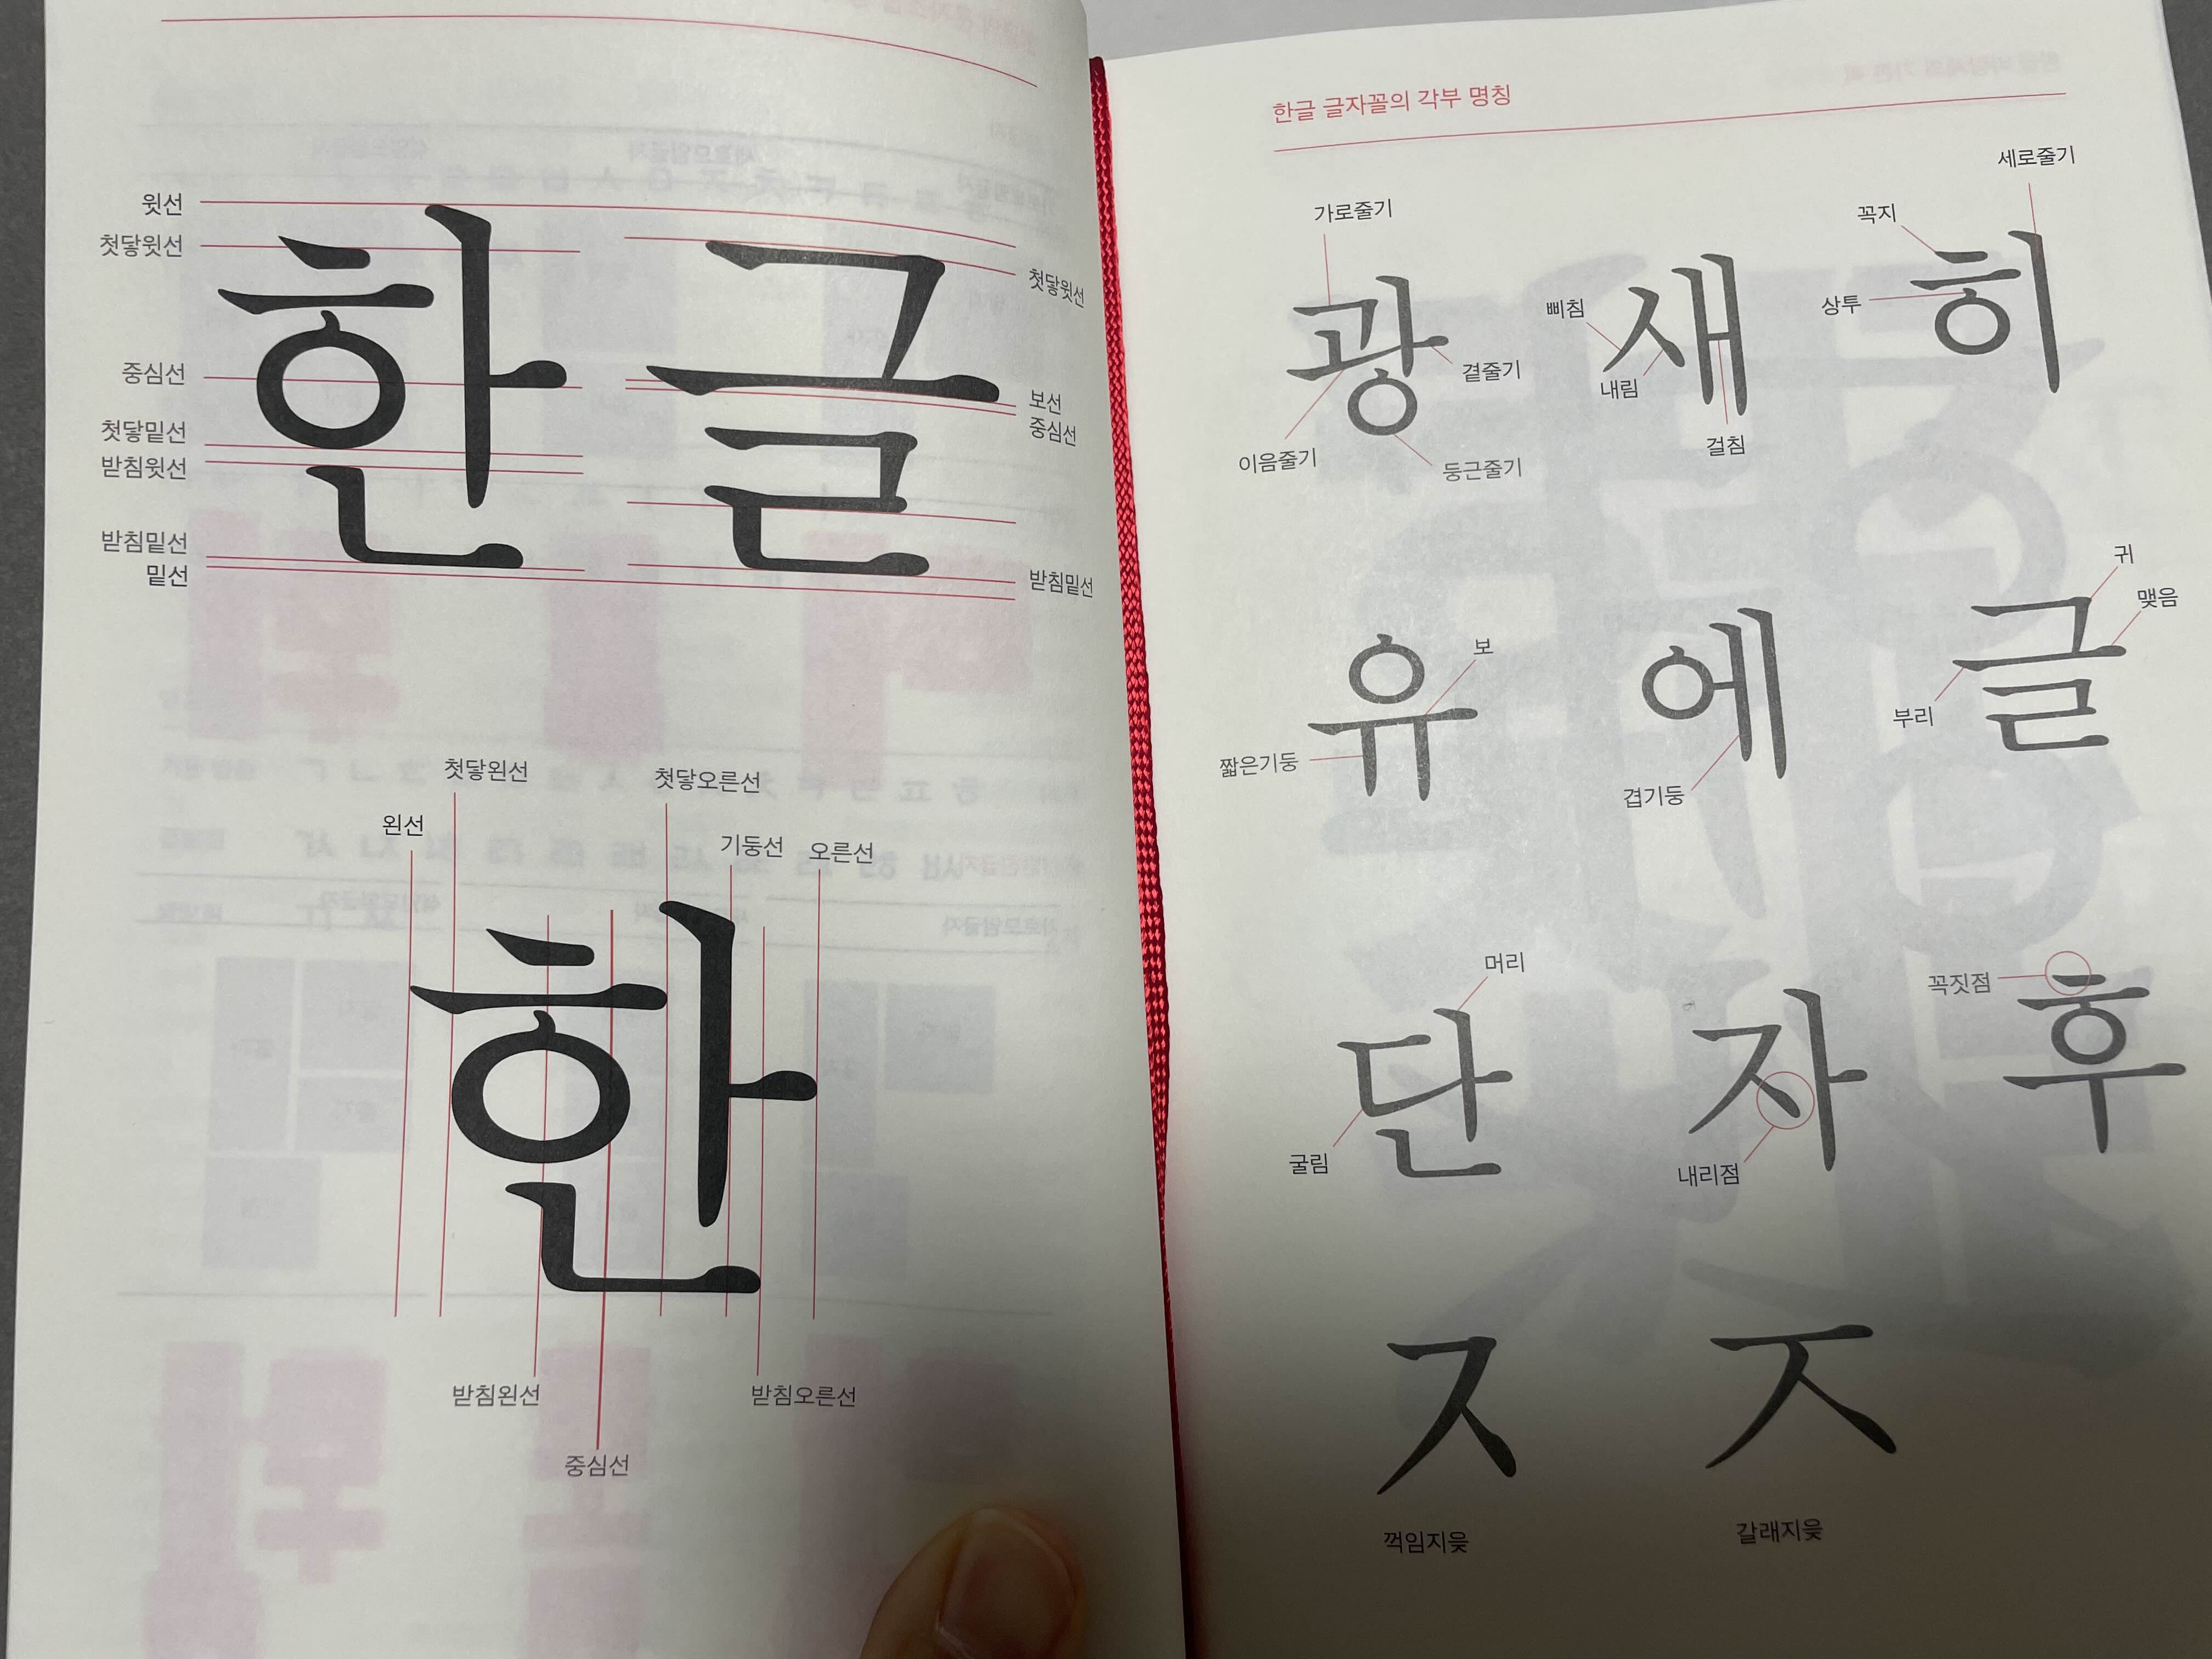 윗선
첫닿윗선
중심선
첫닿밑선
받침윗선
받침밑선
밑선
한글
첫닿윗선
보선
중심선
받침밑선
첫닿왼선
첫닿오른선
왼선
기둥선
오른선
한
받침왼선
받침오른선
중심선
한글 글자꼴의 각부 명칭
세로줄기
가로줄기
꼭지
광 새 히
삐침
상투
곁줄기
내림
걸침
이음줄기
둥근줄기
귀
맺음
보
유 에 글
부리
짧은기둥
겹기둥
머리
꼭짓점
단 자 후
굴림
내리점
ㅈ ㅈ
꺽임지읒
갈래지읒